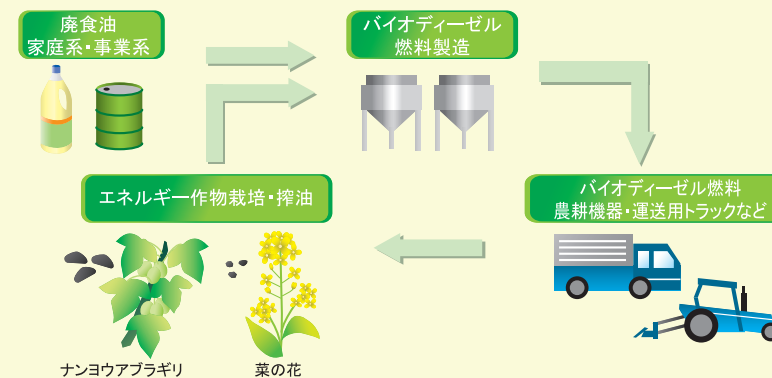 廃食油
家庭系・事業系
バイオディーゼル
燃料製造
エネルギー作物栽培・搾油
バイオディーゼル燃料
農耕機器・運送用トラックなど
ナンヨウアブラギリ
菜の花